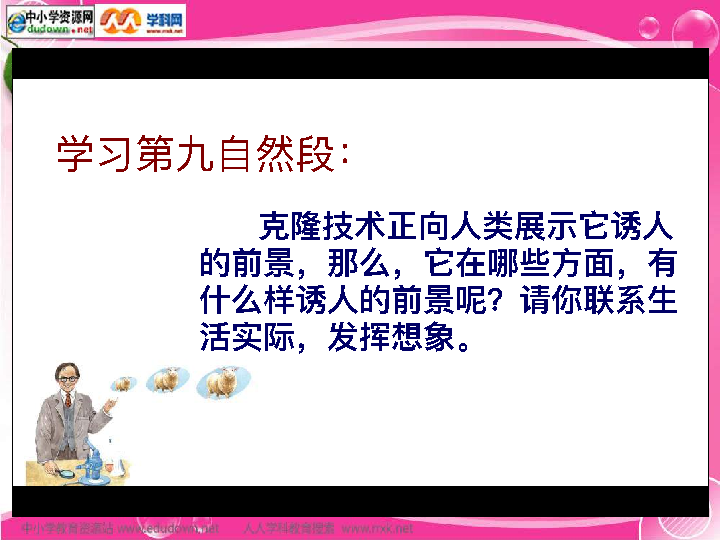 中小学资源网
dudown.net
学科网
www.nxk.net
学习第九自然段：
克隆技术正向人类展示它诱人
的前景，那么，它在哪些方面，有
什么样诱人的前景呢？请你联系生
活实际，发挥想象。
中小学教育资源站 www.edudown.net 人人学科教育搜索 www.rrxk.net